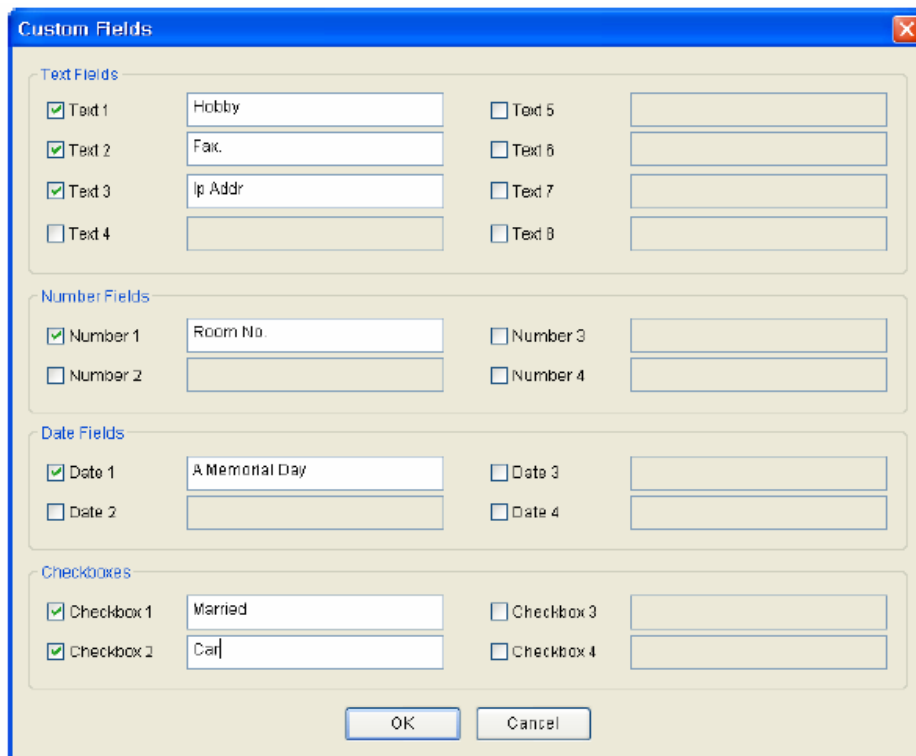 Custom Fields
Text Fields
Text 1 Hobby Text 5
Text 2 Fax. Text 6
Text 3 Ip Addr Text 7
Text 4 Text 8
Number Fields
Number 1 Room No. Number 3
Number 2 Number 4
Date Fields
Date 1 A Memorial Day Date 3
Date 2 Date 4
Checkboxes
Checkbox 1 Married Checkbox 3
Checkbox 2 Car Checkbox 4
OK Cancel